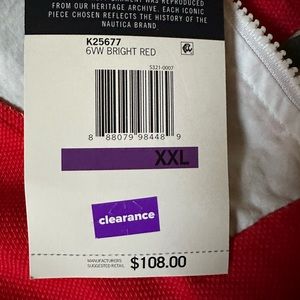 FROM OUR HERITAGE ARCHIVE. EACH ICONIC
PIECE CHOSEN REFLECTS THE HISTORY OF THE
NAUTICA BRAND.
K25677
6VW BRIGHT RED
5321-0007
8 88079 98448 9
XXL
clearance
MANUFACTURERS
SUGGESTED RETAIL $108.00